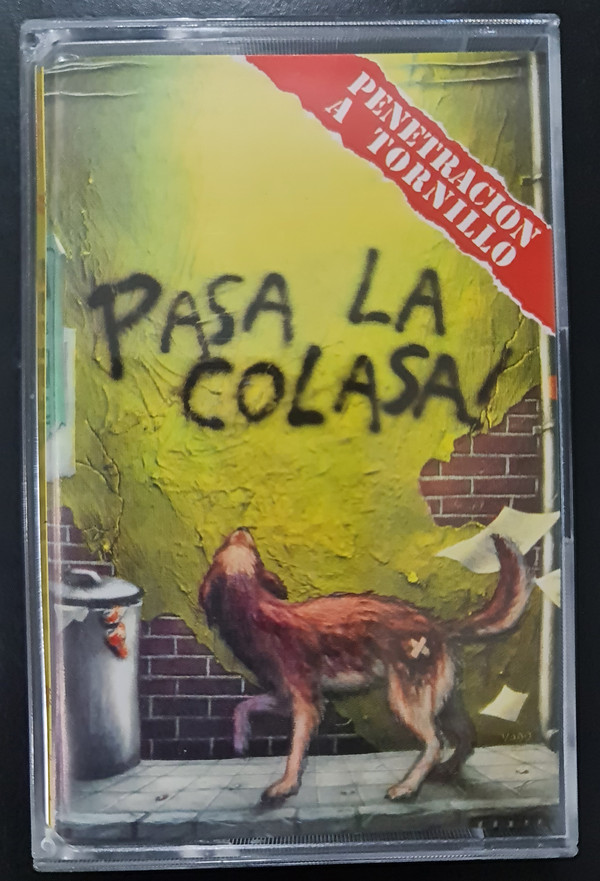 PENETRACION
A TORNILLO
PASA LA
COLASA!